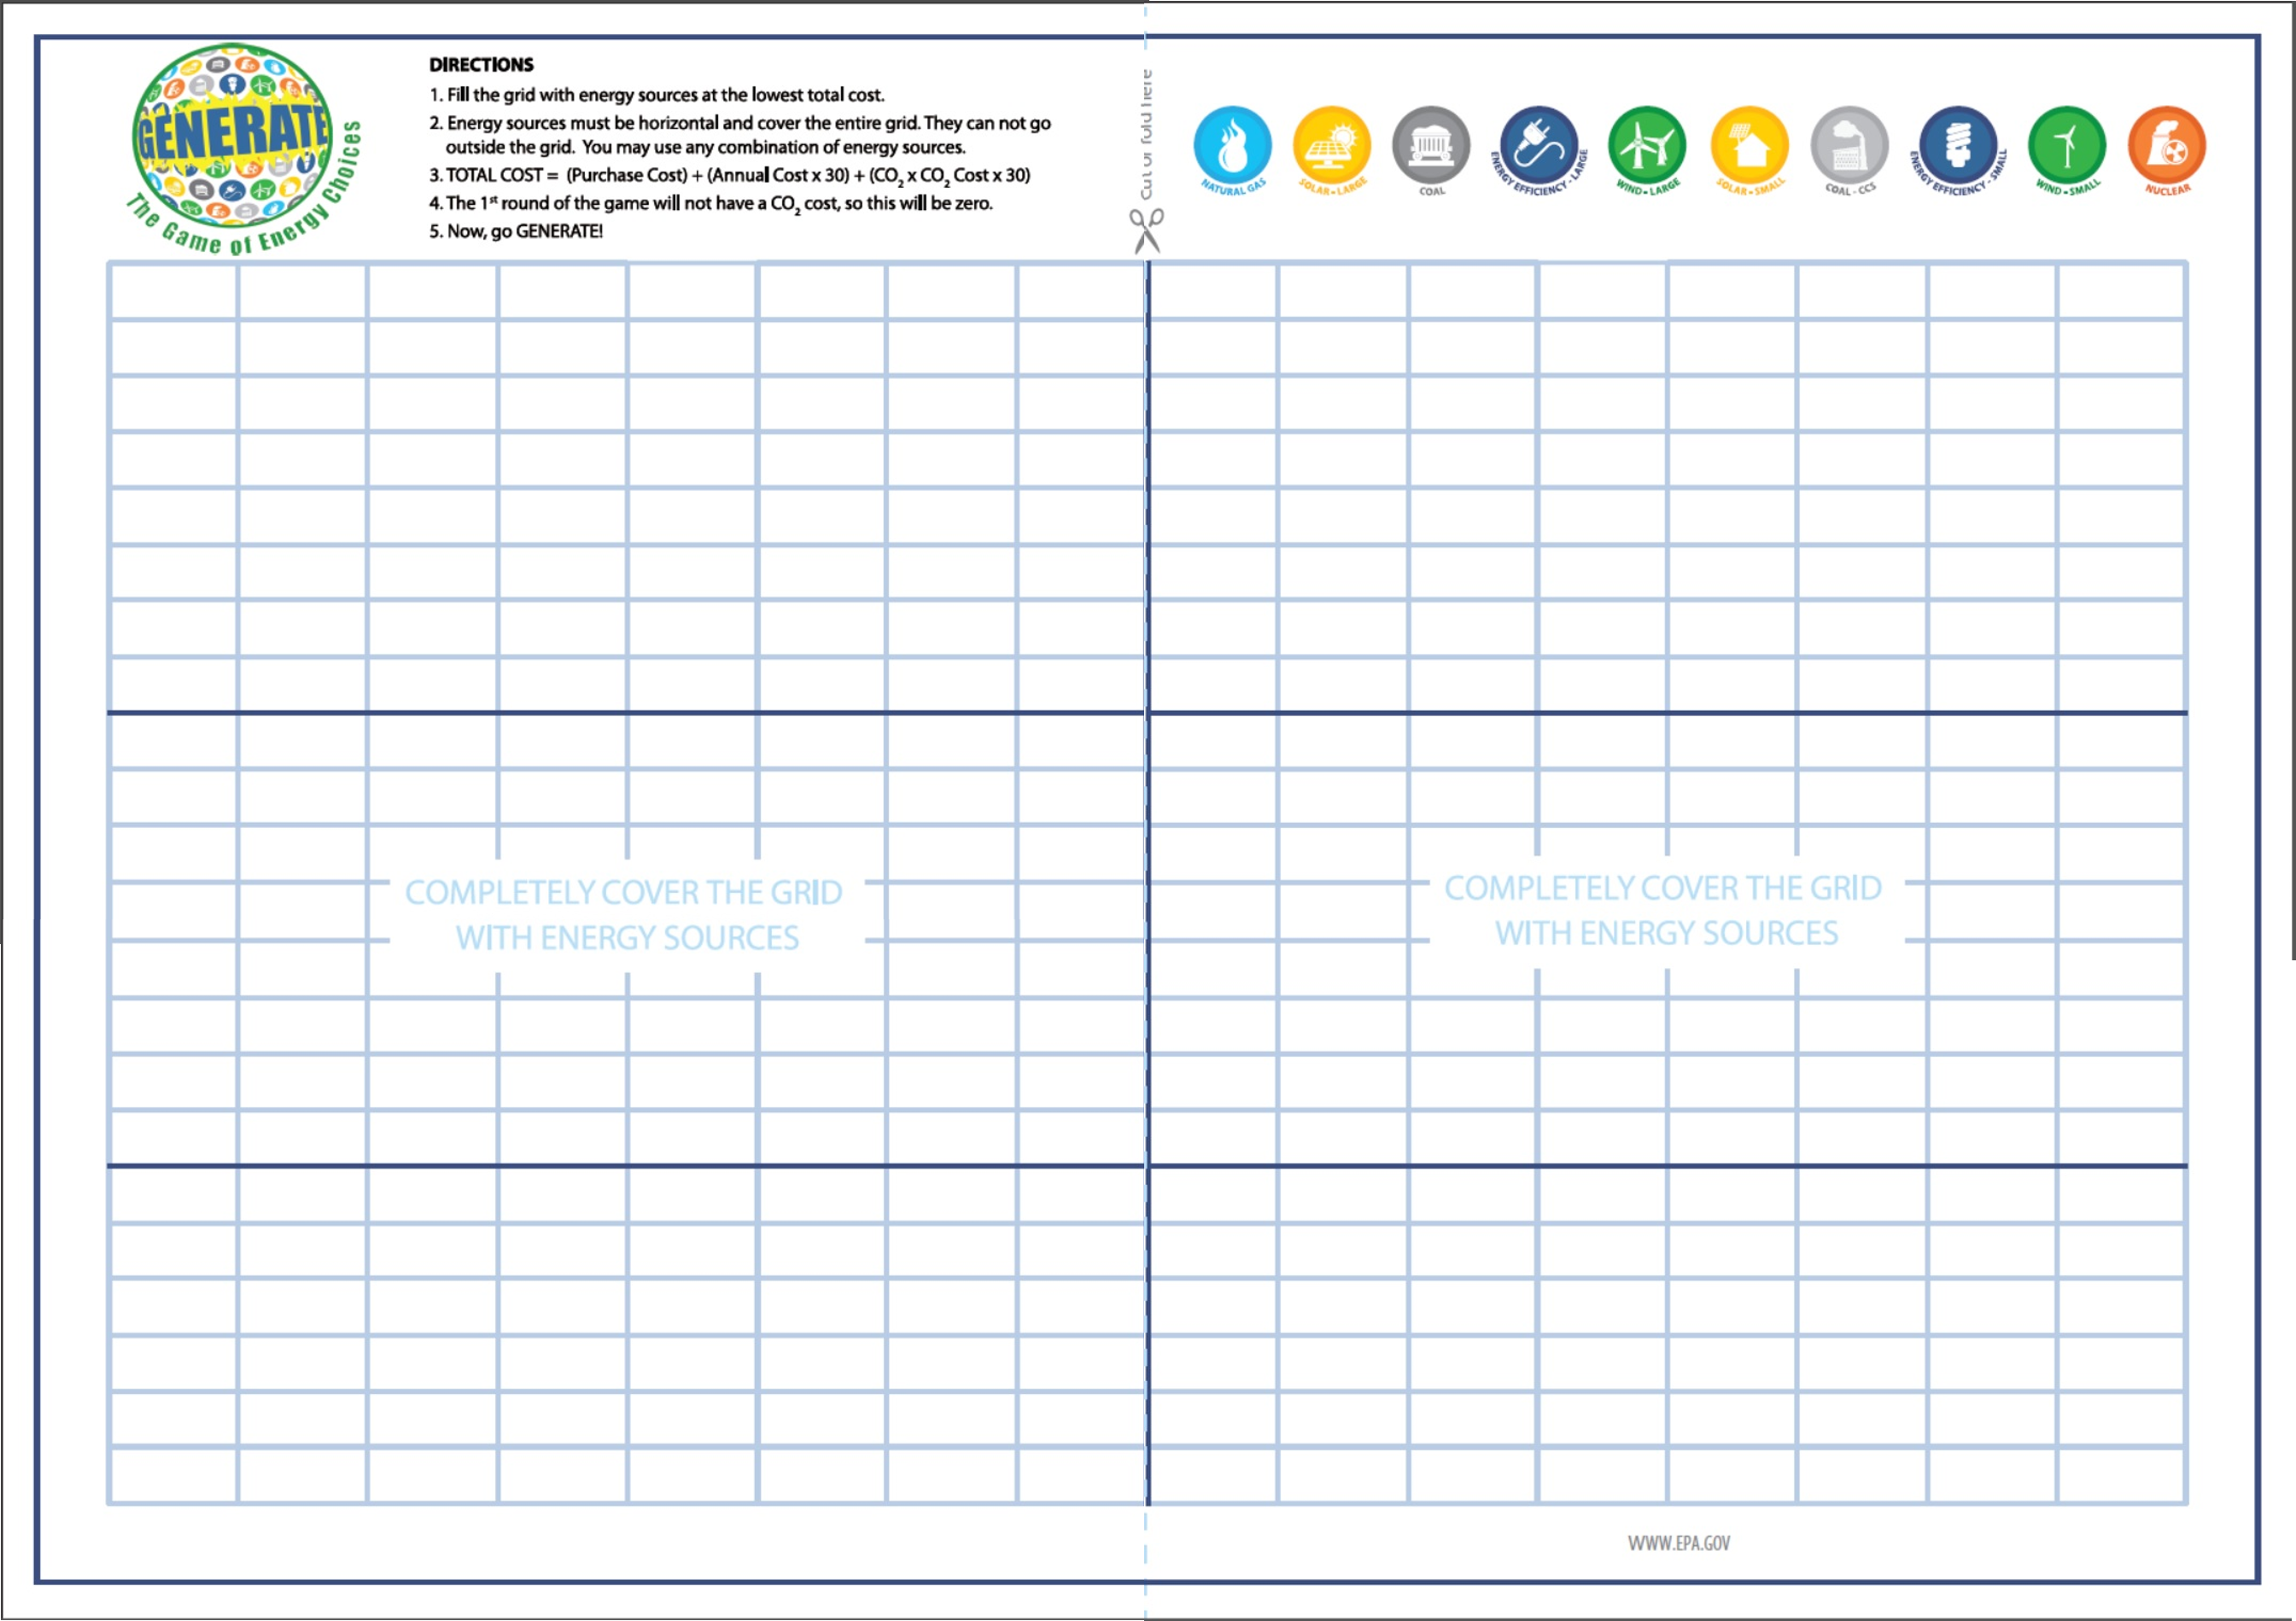 GENERATE
The Game of Energy Choices
DIRECTIONS
1. Fill the grid with energy sources at the lowest total cost.
2. Energy sources must be horizontal and cover the entire grid. They can not go
outside the grid. You may use any combination of energy sources.
3. TOTAL COST = (Purchase Cost) + (Annual Cost x 30) + (CO₂ x CO₂ Cost x 30)
4. The 1ˢᵗ round of the game will not have a CO₂ cost, so this will be zero.
5. Now, go GENERATE!
Cut or fold here
NATURAL GAS
SOLAR • LARGE
COAL
ENERGY EFFICIENCY • LARGE
WIND • LARGE
SOLAR • SMALL
COAL - CCS
ENERGY EFFICIENCY • SMALL
WIND • SMALL
NUCLEAR
COMPLETELY COVER THE GRID
WITH ENERGY SOURCES
COMPLETELY COVER THE GRID
WITH ENERGY SOURCES
WWW.EPA.GOV